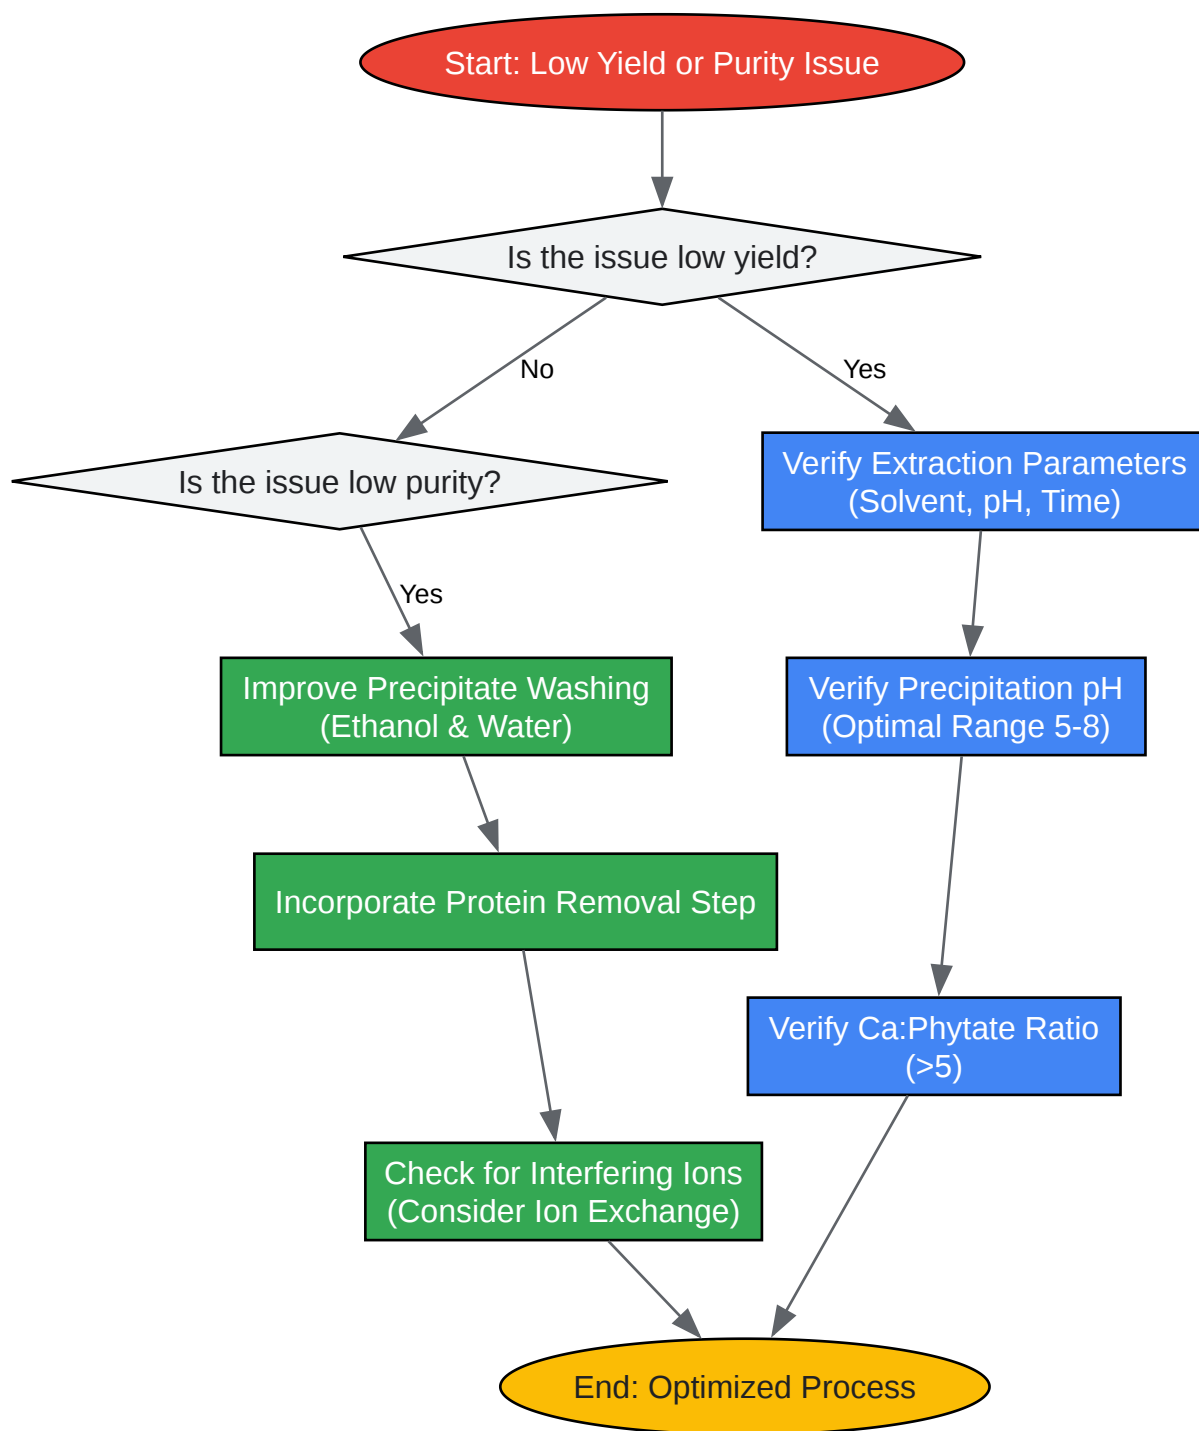 Start: Low Yield or Purity Issue
Is the issue low yield?
No
Yes
Is the issue low purity?
Verify Extraction Parameters
(Solvent, pH, Time)
Yes
Improve Precipitate Washing
(Ethanol & Water)
Verify Precipitation pH
(Optimal Range 5-8)
Incorporate Protein Removal Step
Verify Ca:Phytate Ratio
(>5)
Check for Interfering Ions
(Consider Ion Exchange)
End: Optimized Process